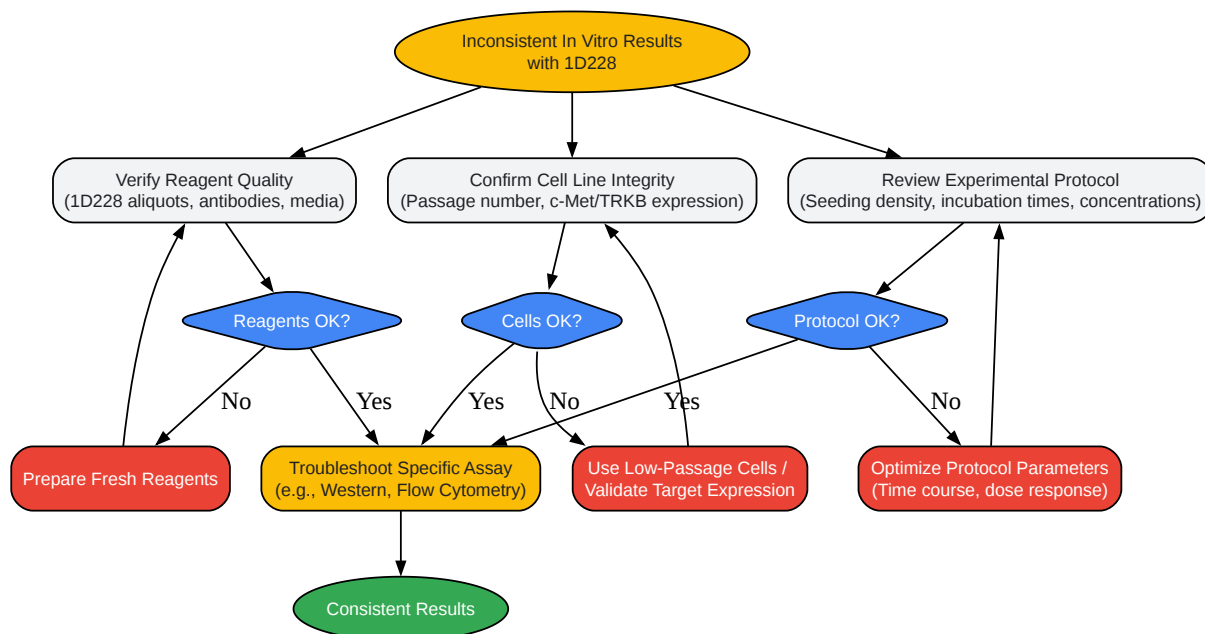 Inconsistent In Vitro Results
with 1D228
Verify Reagent Quality
(1D228 aliquots, antibodies, media)
Confirm Cell Line Integrity
(Passage number, c-Met/TRKB expression)
Review Experimental Protocol
(Seeding density, incubation times, concentrations)
Reagents OK?
Cells OK?
Protocol OK?
No
Yes
Yes
No
Yes
No
Prepare Fresh Reagents
Troubleshoot Specific Assay
(e.g., Western, Flow Cytometry)
Use Low-Passage Cells /
Validate Target Expression
Optimize Protocol Parameters
(Time course, dose response)
Consistent Results